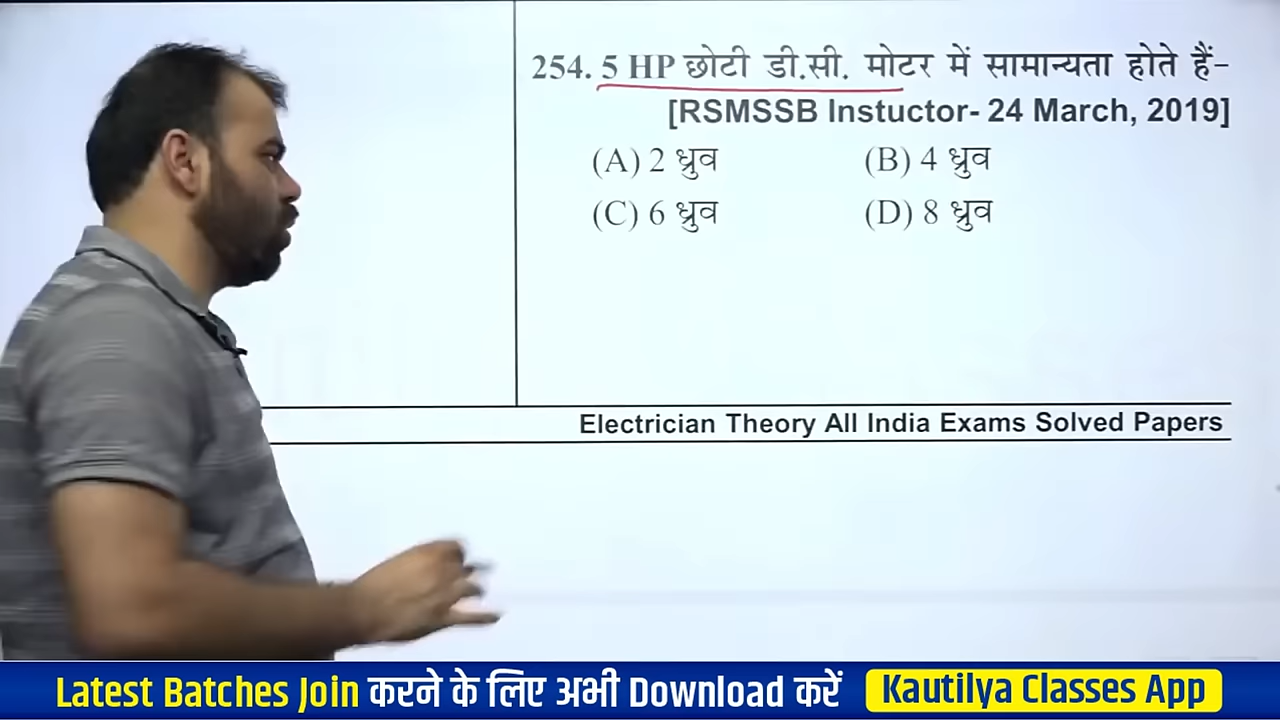 254. 5 HP छोटी डी.सी. मोटर में सामान्यता होते हैं-
[RSMSSB Instuctor- 24 March, 2019]
(A) 2 ध्रुव (B) 4 ध्रुव
(C) 6 ध्रुव (D) 8 ध्रुव
Electrician Theory All India Exams Solved Papers
Latest Batches Join करने के लिए अभी Download करें Kautilya Classes App